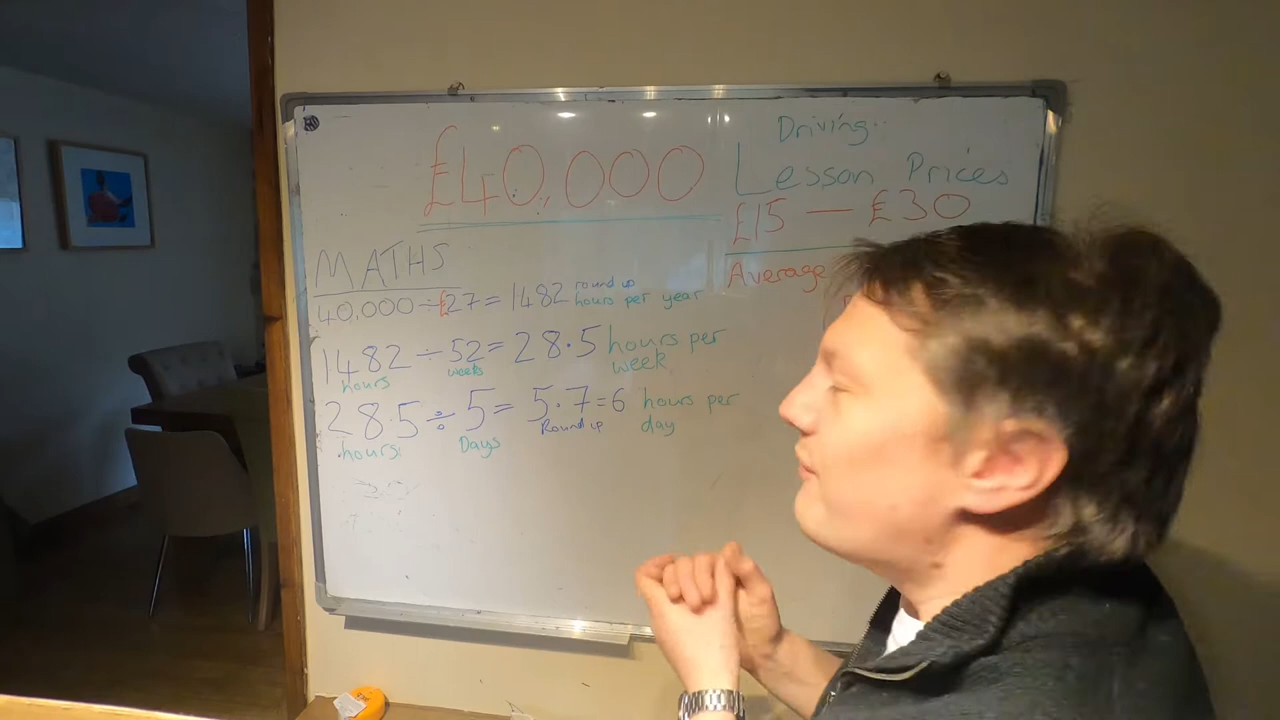 £40,000
Driving..
Lesson Prices
£15 — £30
Average
MATHS
40,000 ÷ £27 = 1482 round up hours per year
1482 ÷ 52 = 28.5 hours per week
hours weeks
28.5 ÷ 5 = 5.7 = 6 hours per day
hours Days Round up